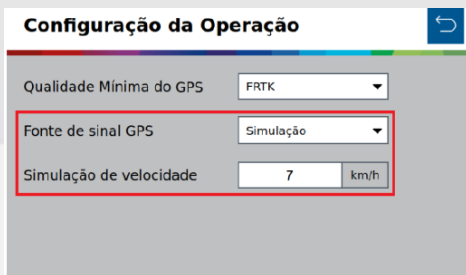 Configuração da Operação
Qualidade Mínima do GPS FRTK
Fonte de sinal GPS Simulação
Simulação de velocidade 7 km/h